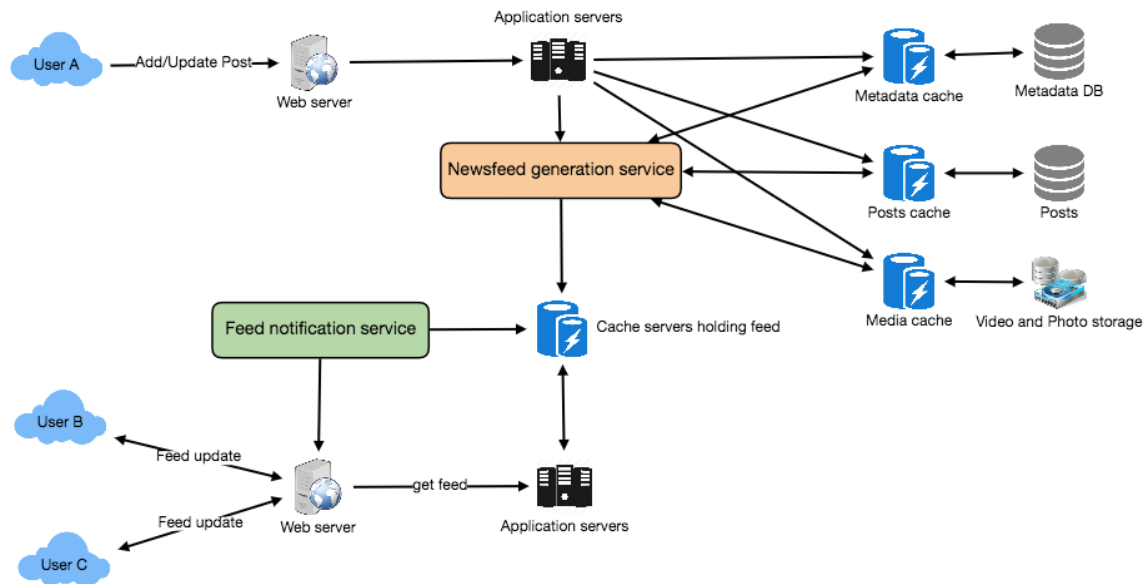 Application servers
User A
Add/Update Post
Web server
Metadata cache
Metadata DB
Newsfeed generation service
Posts cache
Posts
Feed notification service
Cache servers holding feed
Media cache
Video and Photo storage
User B
Feed update
get feed
Feed update
Web server
Application servers
User C